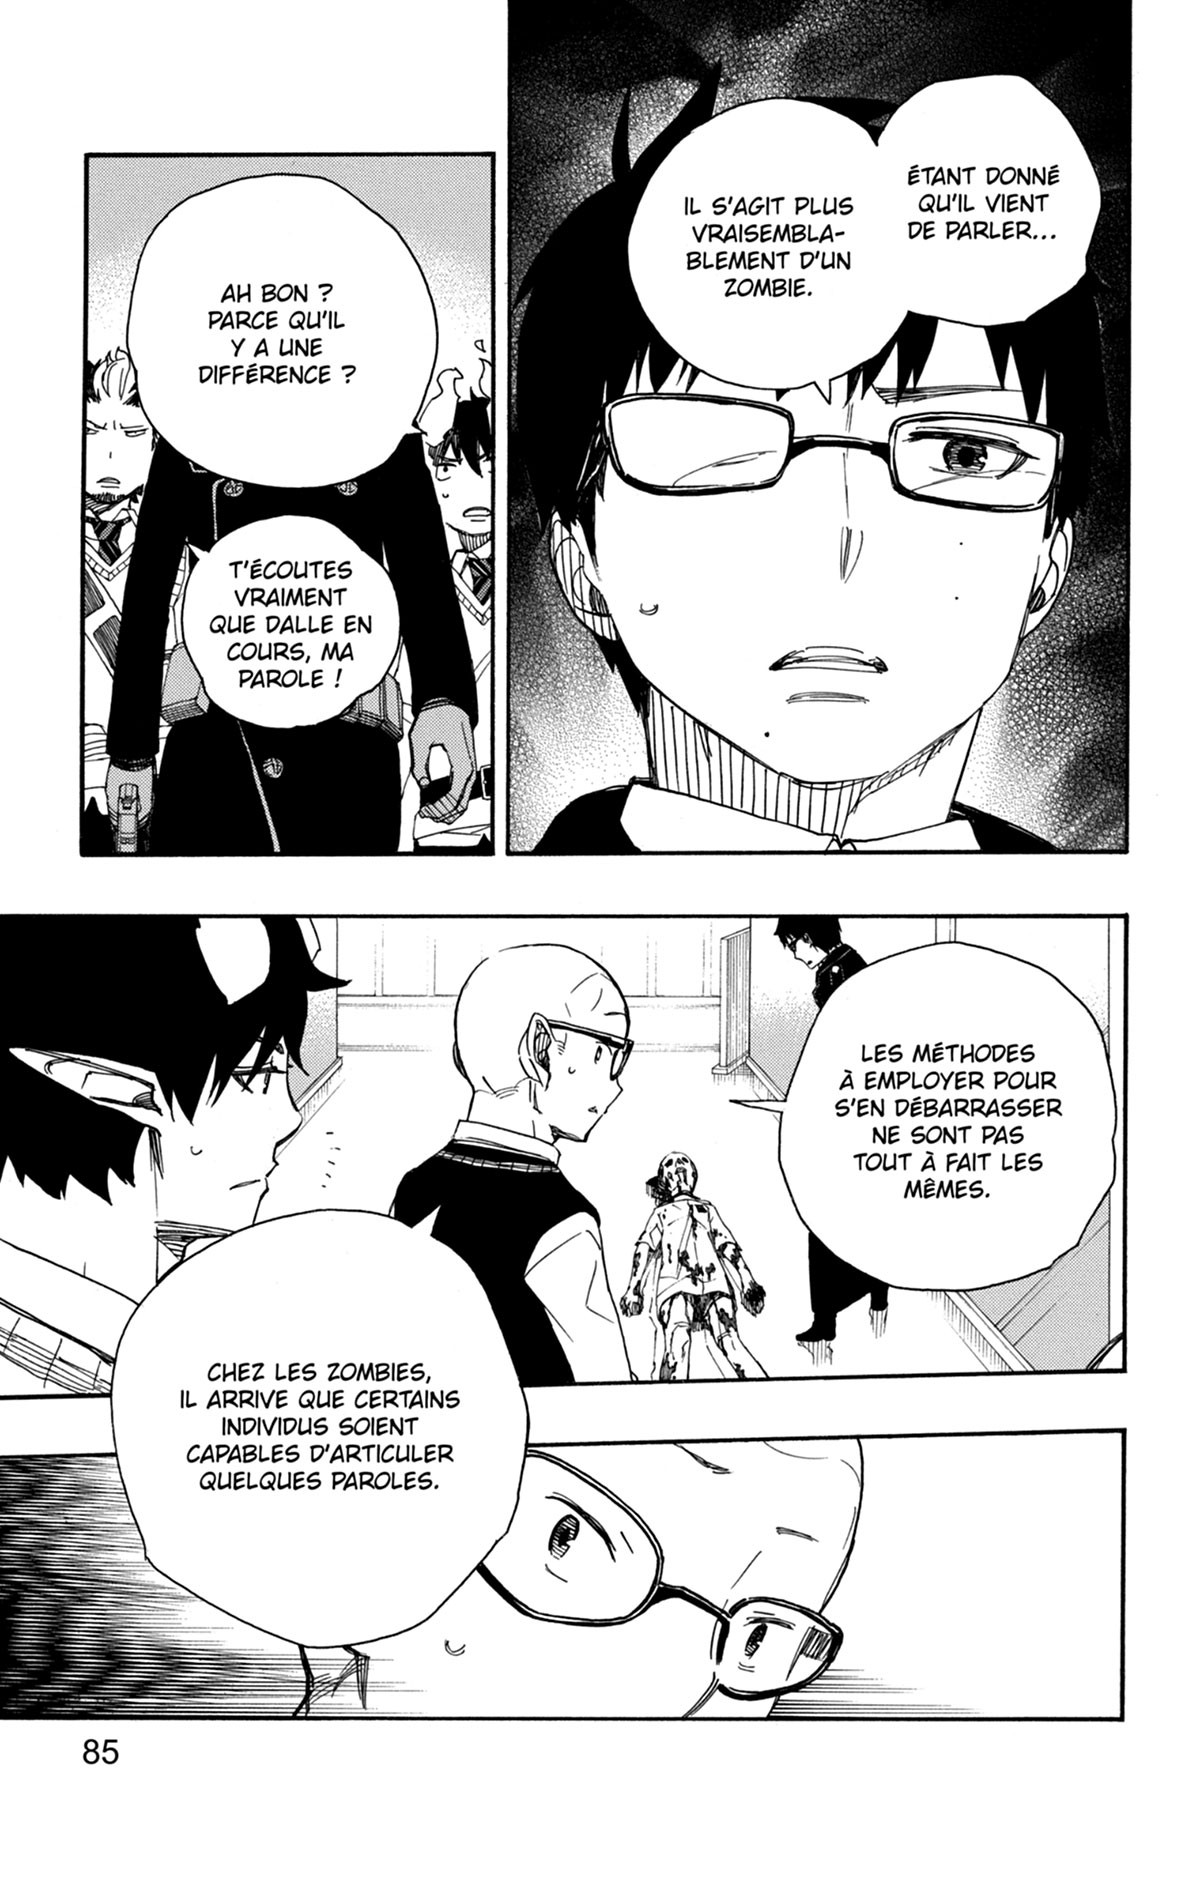 ÉTANT DONNÉ
QU'IL VIENT
DE PARLER...
IL S'AGIT PLUS
VRAISEMBLA-
BLEMENT D'UN
ZOMBIE.
AH BON ?
PARCE QU'IL
Y A UNE
DIFFÉRENCE ?
T'ÉCOUTES
VRAIMENT
QUE DALLE EN
COURS, MA
PAROLE !
LES MÉTHODES
À EMPLOYER POUR
S'EN DÉBARRASSER
NE SONT PAS
TOUT À FAIT LES
MÊMES.
CHEZ LES ZOMBIES,
IL ARRIVE QUE CERTAINS
INDIVIDUS SOIENT
CAPABLES D'ARTICULER
QUELQUES PAROLES.
85